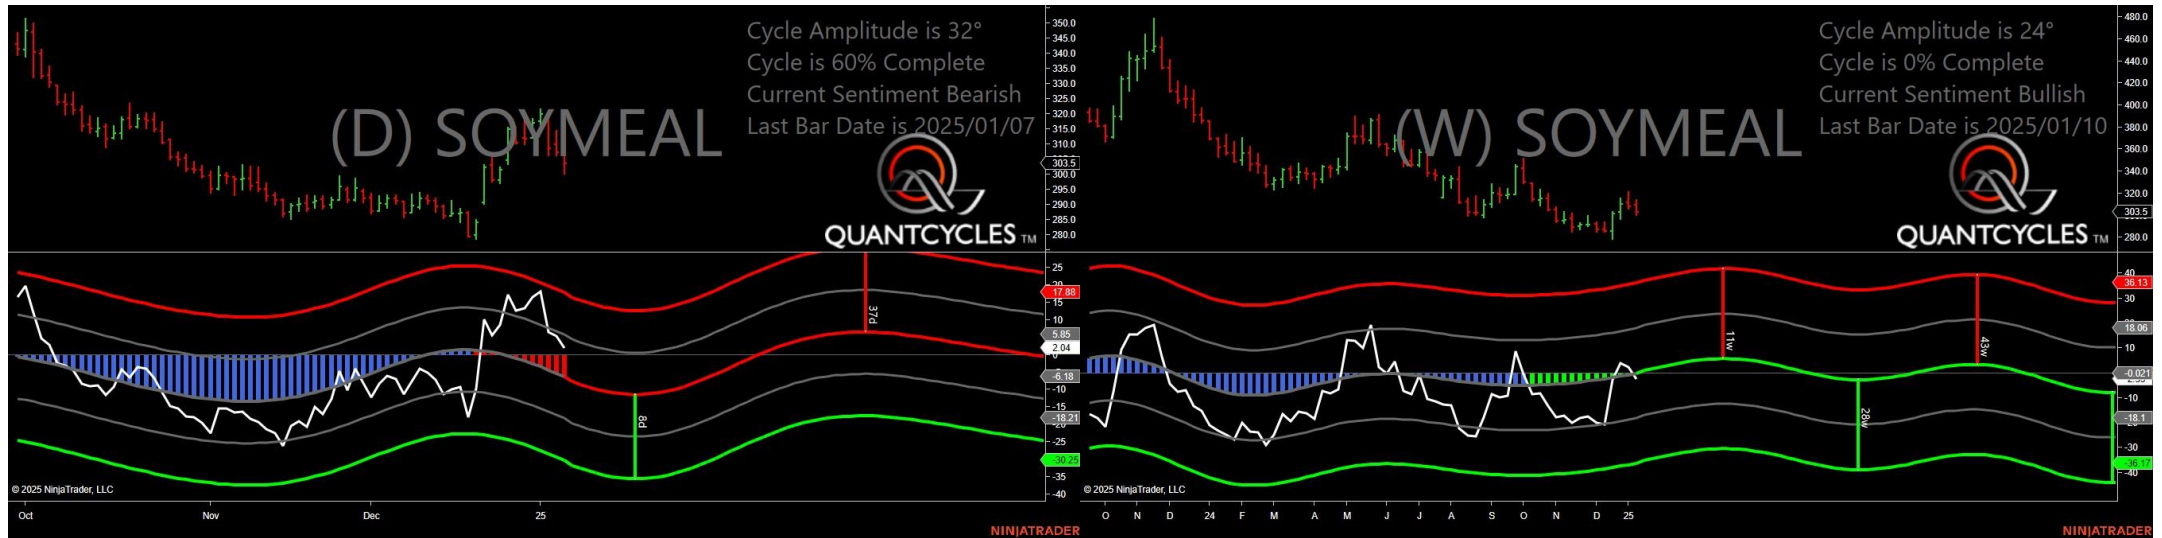 Cycle Amplitude is 32°
Cycle is 60% Complete
Current Sentiment Bearish
Last Bar Date is 2025/01/07
(D) SOYMEAL
QUANTCYCLES TM
350.0
345.0
340.0
335.0
330.0
325.0
320.0
315.0
310.0
303.5
300.0
295.0
290.0
285.0
280.0
25
17.88
15
10
5.85
2.04
-6.18
-10
-15
-18.21
-25
-30.25
-35
-40
37d
8d
© 2025 NinjaTrader, LLC
Oct Nov Dec 25
NINJATRADER
Cycle Amplitude is 24°
Cycle is 0% Complete
Current Sentiment Bullish
Last Bar Date is 2025/01/10
(W) SOYMEAL
QUANTCYCLES TM
480.0
460.0
440.0
420.0
400.0
380.0
360.0
340.0
320.0
303.5
280.0
40
36.13
30
18.06
10
-0.021
-10
-18.1
-30
-36.17
-40
11w
28w
43w
© 2025 NinjaTrader, LLC
O N D 24 F M A M J J A S O N D 25
NINJATRADER